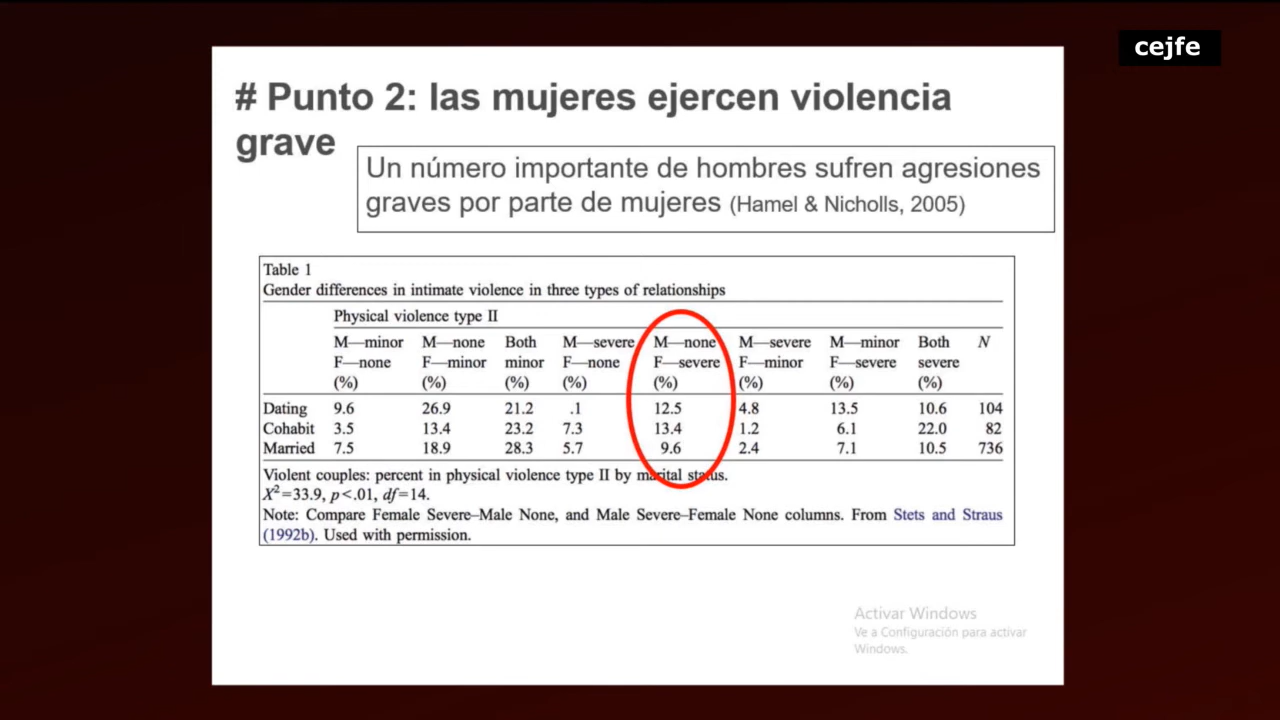 cejfe
# Punto 2: las mujeres ejercen violencia
grave
Un número importante de hombres sufren agresiones
graves por parte de mujeres (Hamel & Nicholls, 2005)
Table 1
Gender differences in intimate violence in three types of relationships
Physical violence type II
M—minor M—none Both M—severe M—none M—severe M—minor Both N
F—none F—minor minor F—none F—severe F—minor F—severe severe
(%) (%) (%) (%) (%) (%) (%) (%)
Dating 9.6 26.9 21.2 .1 12.5 4.8 13.5 10.6 104
Cohabit 3.5 13.4 23.2 7.3 13.4 1.2 6.1 22.0 82
Married 7.5 18.9 28.3 5.7 9.6 2.4 7.1 10.5 736
Violent couples: percent in physical violence type II by marital status.
X²=33.9, p<.01, df=14.
Note: Compare Female Severe–Male None, and Male Severe–Female None columns. From Stets and Straus
(1992b). Used with permission.
Activar Windows
Ve a Configuración para activar
Windows.